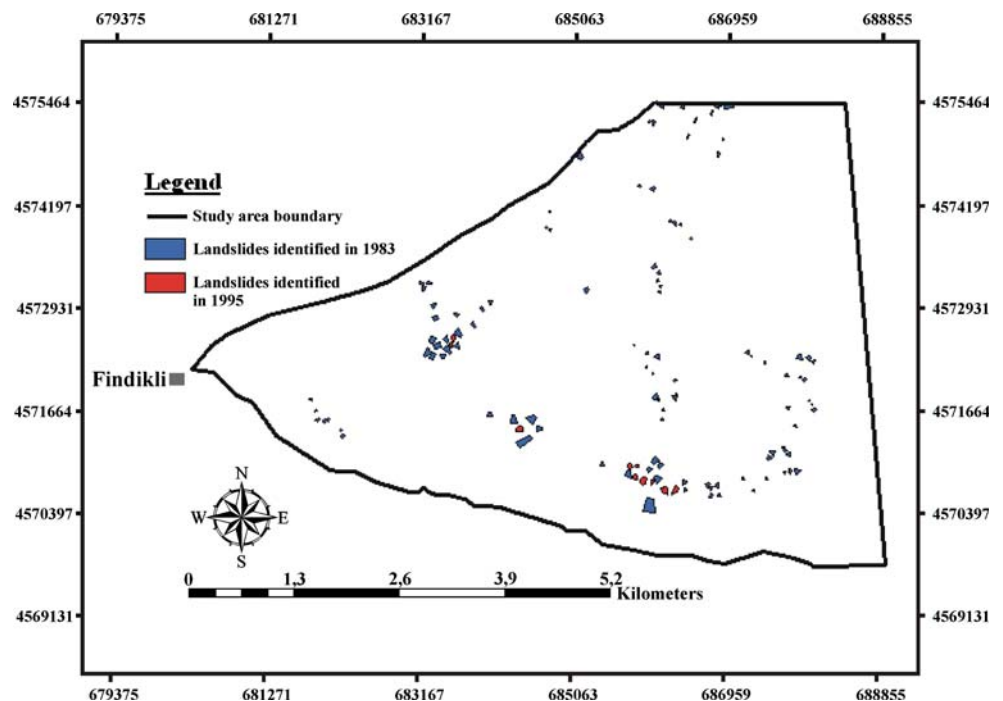 679375 681271 683167 685063 686959 688855
4575464 4575464
Legend
4574197 4574197
Study area boundary
Landslides identified in 1983
Landslides identified
in 1995
4572931 4572931
Findikli
4571664 4571664
N
W E
S
4570397 4570397
0 1,3 2,6 3,9 5,2
Kilometers
4569131 4569131
679375 681271 683167 685063 686959 688855